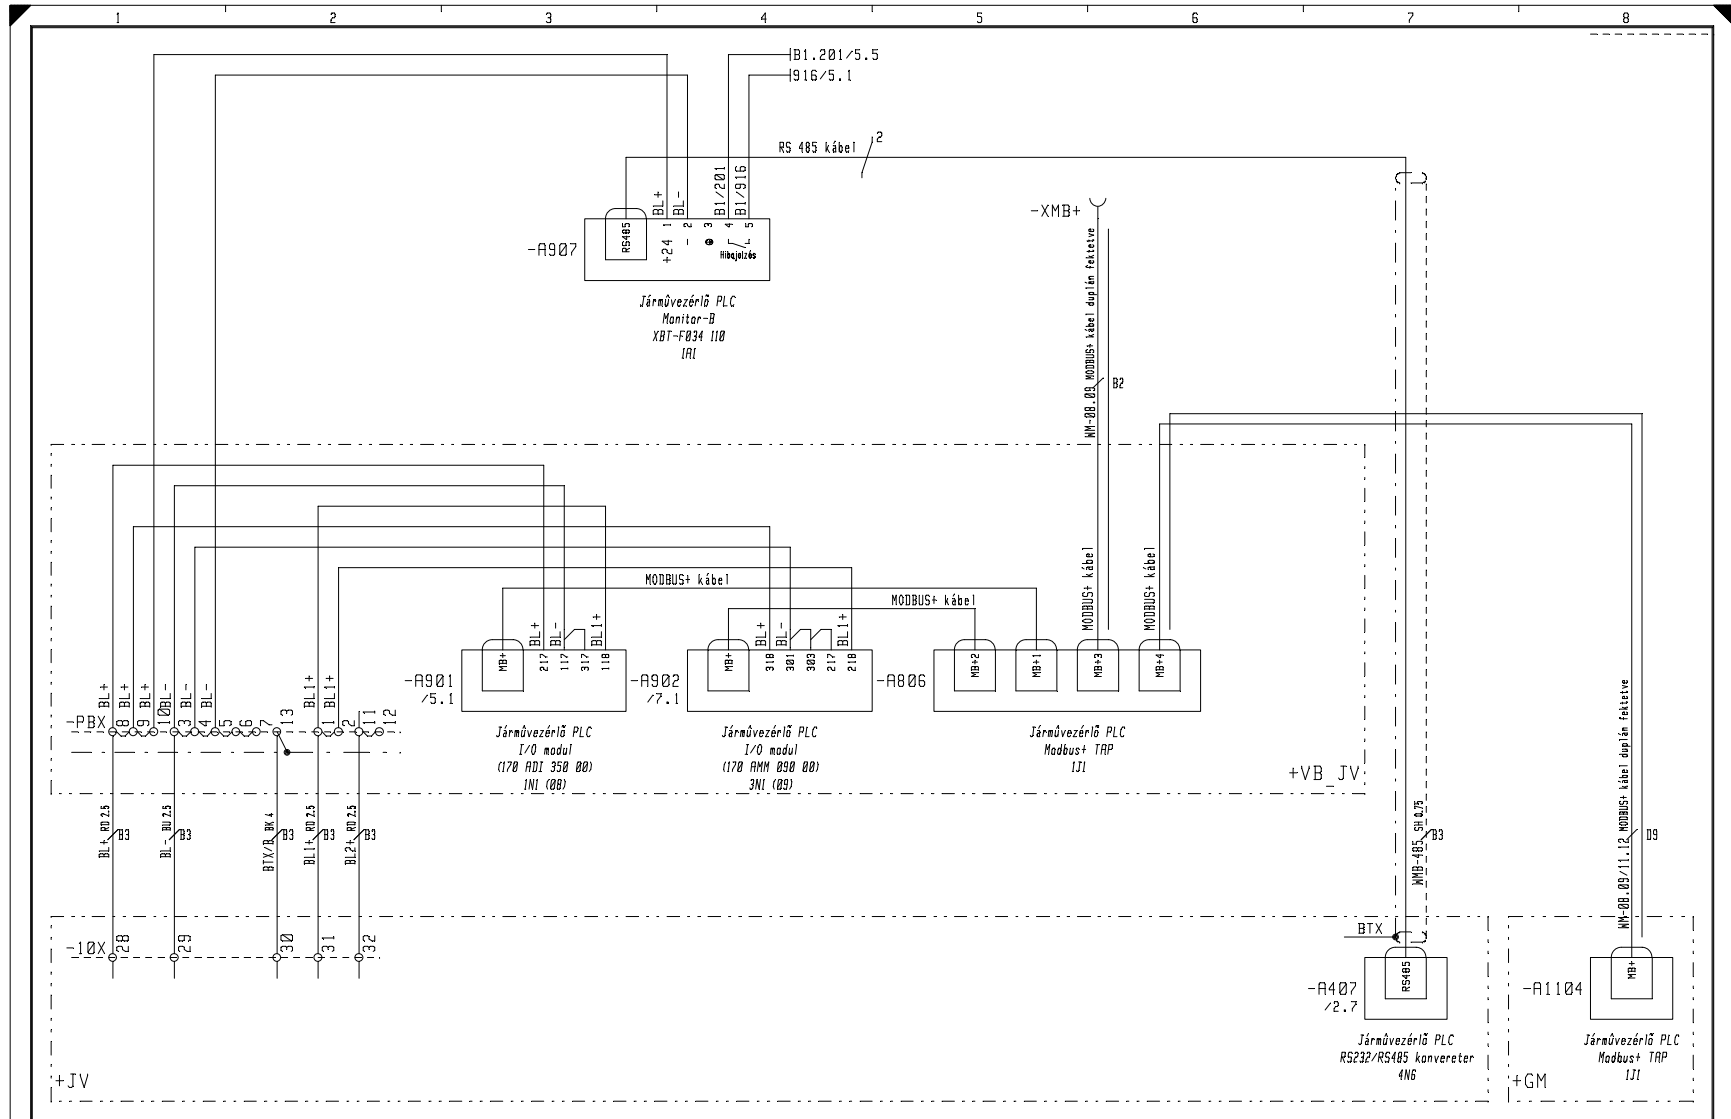 1 2 3 4 5 6 7 8
B1.201/5.5
916/5.1
RS 485 kábel
2
BL+
BL-
B1/201
B1/916
-XMB+
-A907
RS485
1 2 3 4 5
+24 -
Hibajelzés
Járművezérlő PLC
Monitor-B
XBT-F034 110
1A1
WM-08.09 MODBUS+ kábel duplán fektetve
B2
MODBUS+ kábel
MODBUS+ kábel
MODBUS+ kábel
MODBUS+ kábel
BL+
BL-
BL1+
BL+
BL-
BL1+
-A901
/5.1
MB+
217
117
317
118
-A902
/7.1
MB+
318
301
303
217
218
-A806
MB+2
MB+1
MB+3
MB+4
Járművezérlő PLC
I/O modul
(170 ADI 350 00)
1N1 (08)
Járművezérlő PLC
I/O modul
(170 AMM 090 00)
3N1 (09)
Járművezérlő PLC
Modbus+ TAP
1J1
+VB_JV
BL+
BL+
BL+
BL-
BL-
BL1+
BL1+
-PBX
8 9 10 3 4 5 6 7 13 1 2 11 12
BL+ RD 2.5
B3
BL- BU 2.5
B3
BTX/B BK 4
B3
BL1+ RD 2.5
B3
BL2+ RD 2.5
B3
WMB-485 SH 0.75
B3
WM-08.09/11.12 MODBUS+ kábel duplán fektetve
D9
-10X
28 29 30 31 32
BTX
-A407
/2.7
RS485
Járművezérlő PLC
RS232/RS485 konvereter
4N6
-A1104
MB+
Járművezérlő PLC
Modbus+ TAP
1J1
+JV
+GM